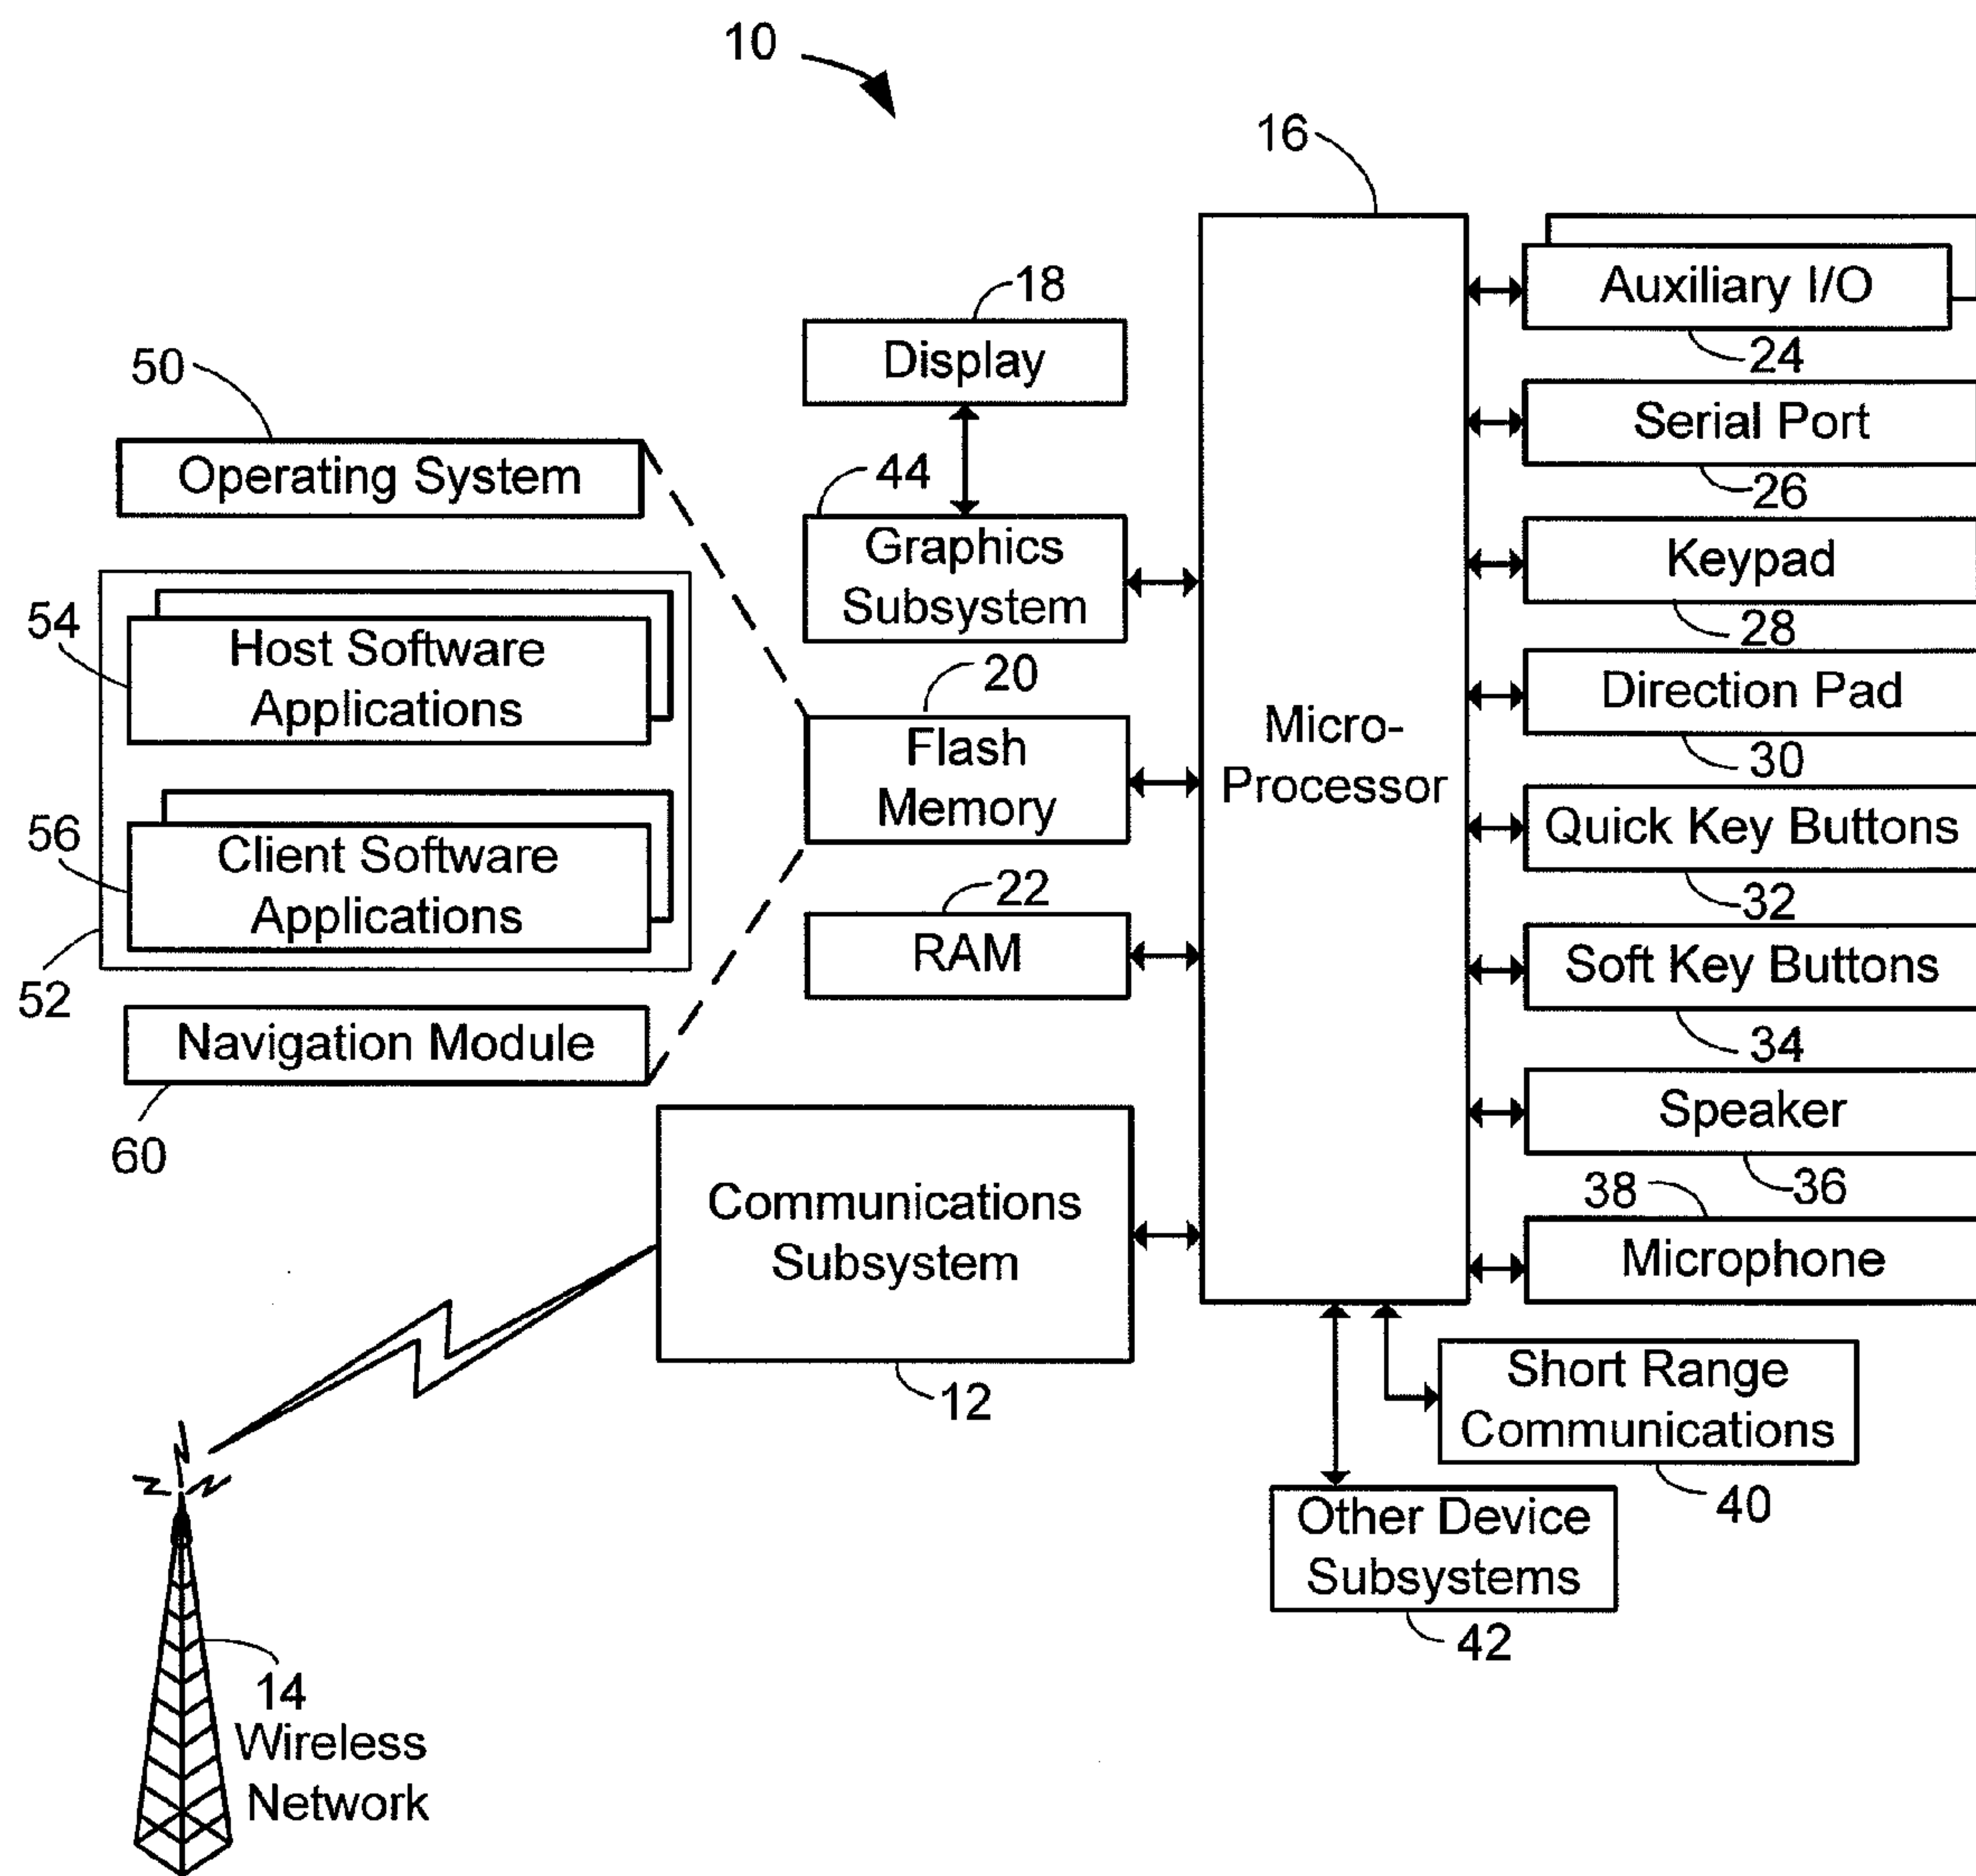 10
16
18
Display
Auxiliary I/O
24
50
Operating System
44
Graphics
Subsystem
Serial Port
26
Keypad
28
54
Host Software
Applications
20
Flash
Memory
Micro-
Processor
Direction Pad
30
56
Client Software
Applications
52
Quick Key Buttons
32
22
RAM
Soft Key Buttons
34
Navigation Module
60
Speaker
36
Communications
Subsystem
12
38
Microphone
Short Range
Communications
40
Other Device
Subsystems
42
14
Wireless
Network